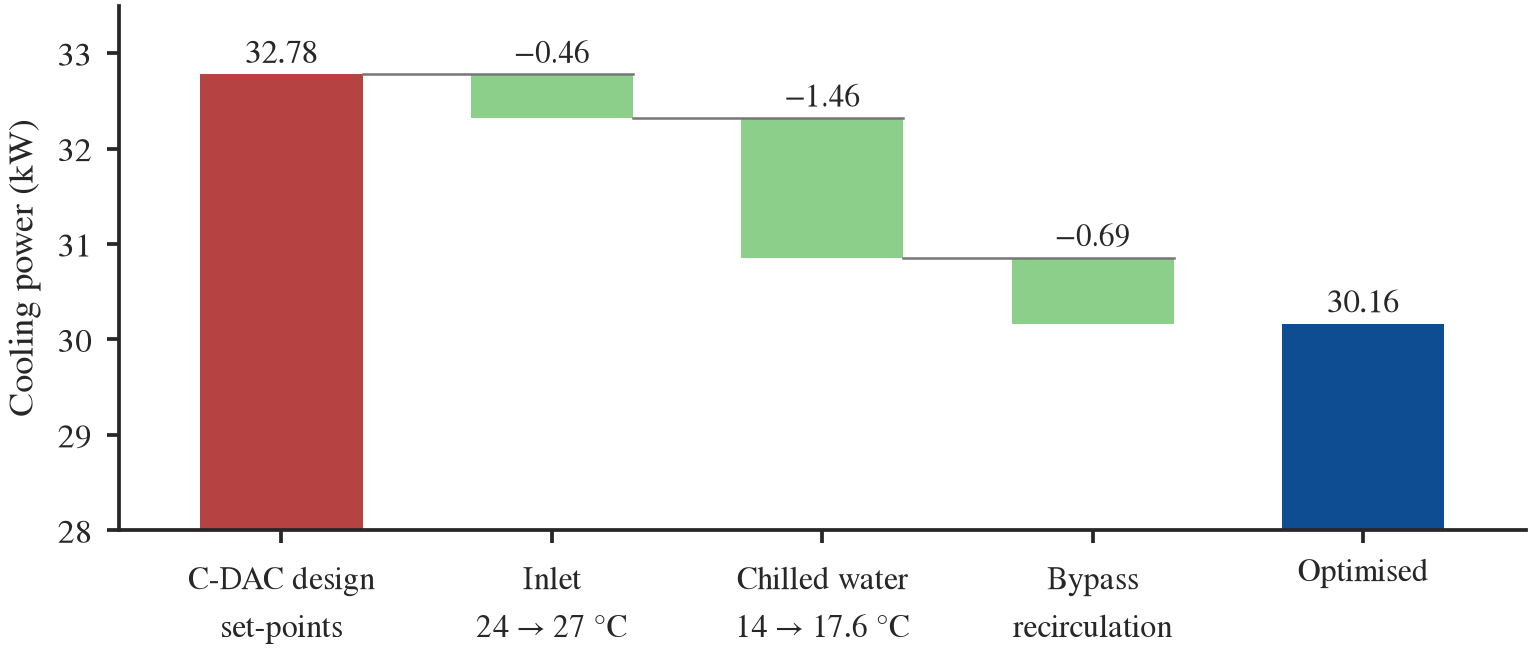 Cooling power (kW)
33
32
31
30
29
28
32.78
−0.46
−1.46
−0.69
30.16
C-DAC design
set-points
Inlet
24 → 27 °C
Chilled water
14 → 17.6 °C
Bypass
recirculation
Optimised